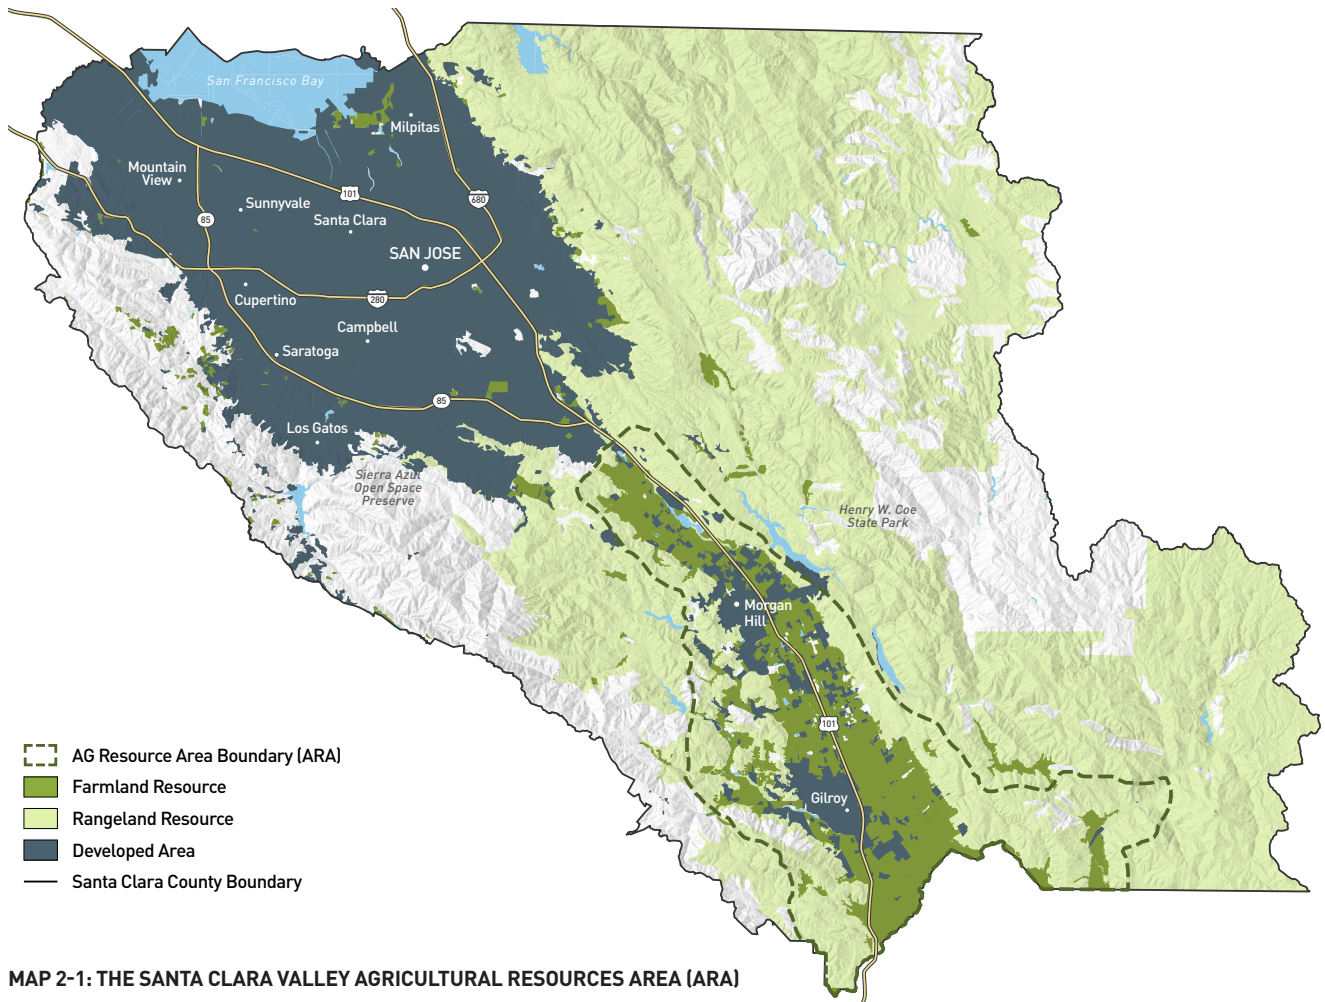 San Francisco Bay
Milpitas
Mountain
View
101
680
Sunnyvale
85
Santa Clara
SAN JOSE
Cupertino
280
Campbell
Saratoga
85
Los Gatos
Sierra Azul
Open Space
Preserve
Henry W. Coe
State Park
Morgan
Hill
101
Gilroy
AG Resource Area Boundary (ARA)
Farmland Resource
Rangeland Resource
Developed Area
Santa Clara County Boundary
MAP 2-1: THE SANTA CLARA VALLEY AGRICULTURAL RESOURCES AREA (ARA)